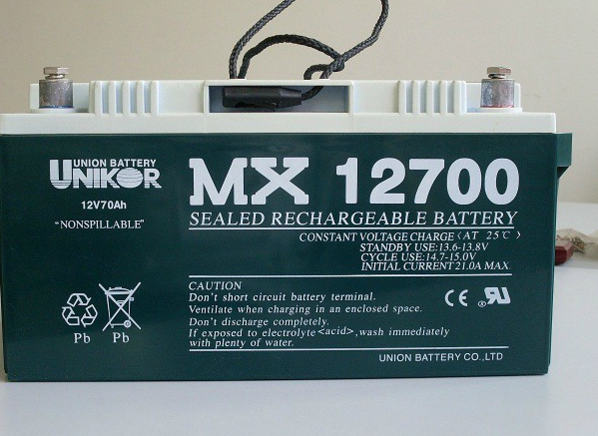 UNION BATTERY
UNIKOR
12V70Ah
"NONSPILLABLE"
MX 12700
SEALED RECHARGEABLE BATTERY
CONSTANT VOLTAGE CHARGE <AT 25℃>
STANDBY USE:13.6-13.8V
CYCLE USE:14.7-15.0V
INITIAL CURRENT 21.0A MAX
CAUTION
Don't short circuit battery terminal.
Ventilate when charging in an enclosed space.
Don't discharge completely.
If exposed to electrolyte <acid>, wash immediately
with plenty of water.
CE
Pb Pb
UNION BATTERY CO.,LTD